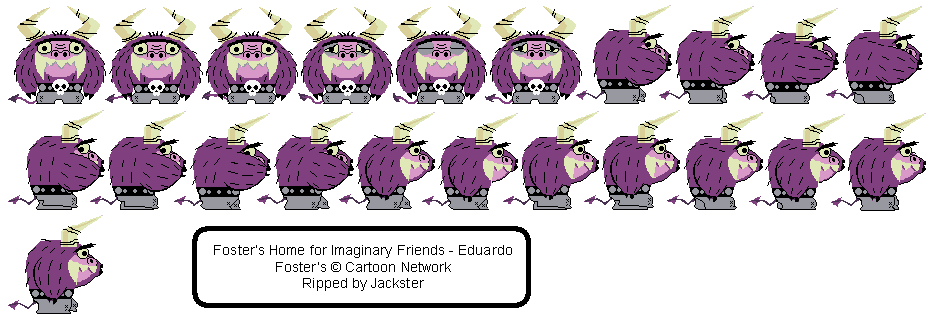 Foster's Home for Imaginary Friends - Eduardo
Foster's © Cartoon Network
Ripped by Jackster